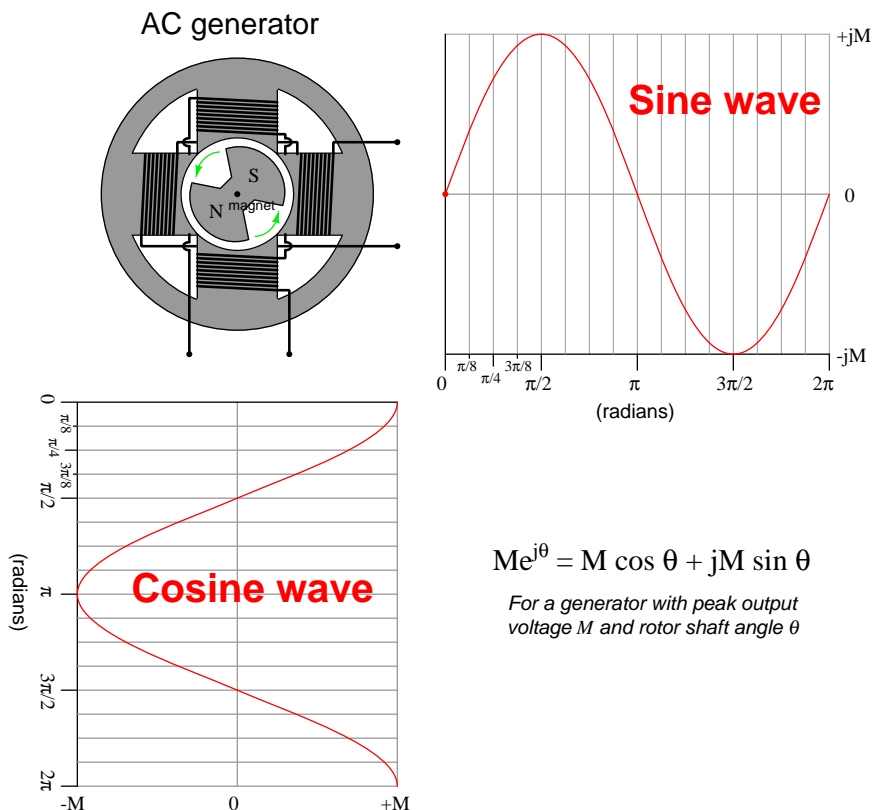 AC generator
S
N
magnet
+jM
Sine wave
0
-jM
0
π/8
π/4
3π/8
π/2
π
3π/2
2π
(radians)
0
π/8
π/4
3π/8
π/2
π
3π/2
2π
(radians)
Cosine wave
-M
0
+M
Me^jθ = M cos θ + jM sin θ
For a generator with peak output
voltage M and rotor shaft angle θ